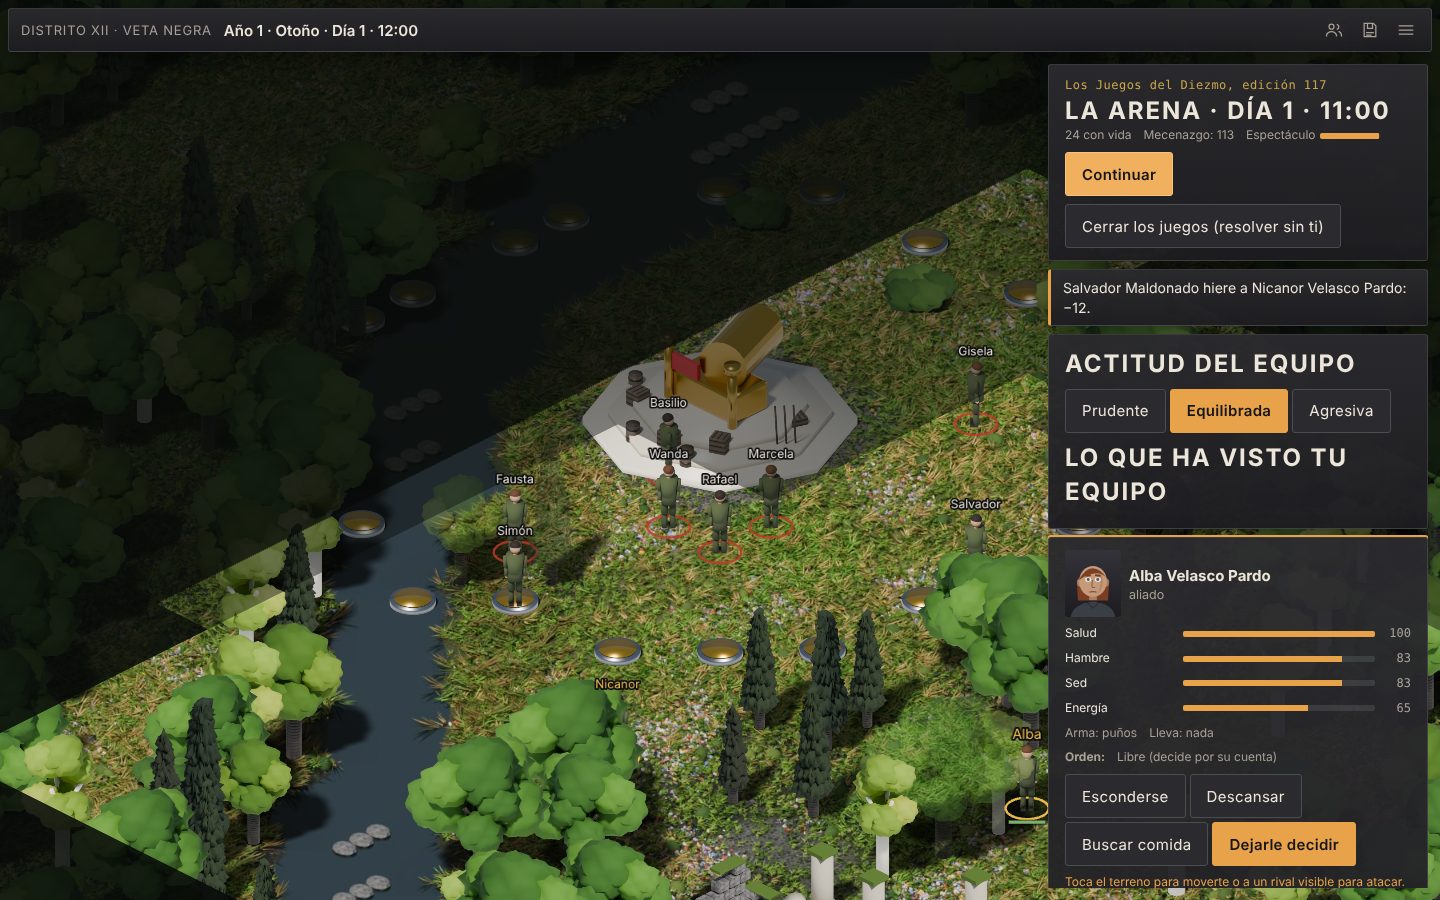 DISTRITO XII · VETA NEGRA Año 1 · Otoño · Día 1 · 12:00
Los Juegos del Diezmo, edición 117
LA ARENA · DÍA 1 · 11:00
24 con vida Mecenazgo: 113 Espectáculo
Continuar
Cerrar los juegos (resolver sin ti)
Salvador Maldonado hiere a Nicanor Velasco Pardo:
−12.
ACTITUD DEL EQUIPO
Prudente Equilibrada Agresiva
LO QUE HA VISTO TU
EQUIPO
Alba Velasco Pardo
aliado
Salud 100
Hambre 83
Sed 83
Energía 65
Arma: puños Lleva: nada
Orden: Libre (decide por su cuenta)
Esconderse Descansar
Buscar comida Dejarle decidir
Toca el terreno para moverte o a un rival visible para atacar.
Gisela
Basilio
Wanda Marcela
Fausta Rafael
Salvador
Simón
Nicanor
Alba